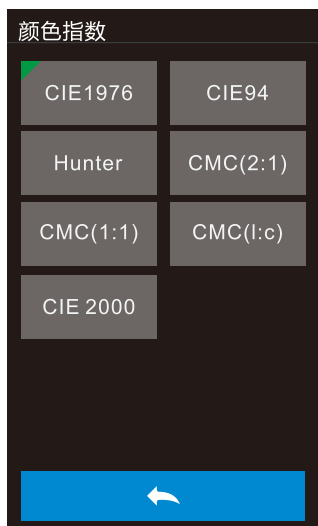 颜色指数
CIE1976
CIE94
Hunter
CMC(2:1)
CMC(1:1)
CMC(l:c)
CIE 2000